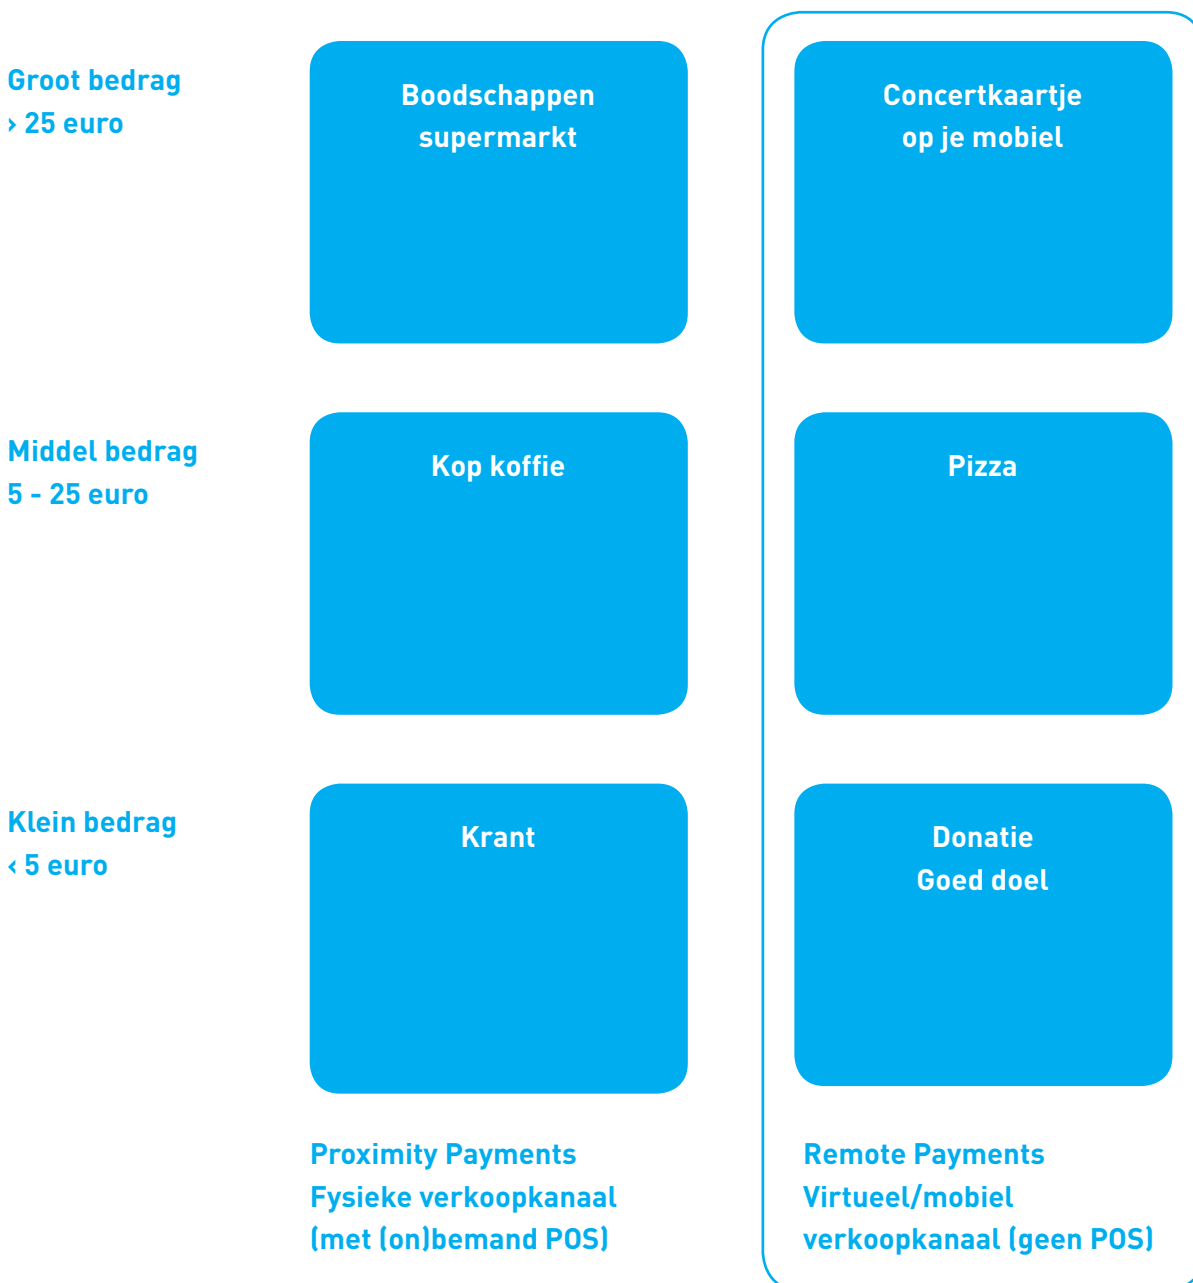 Groot bedrag
› 25 euro
Boodschappen
supermarkt
Concertkaartje
op je mobiel
Middel bedrag
5 - 25 euro
Kop koffie
Pizza
Klein bedrag
‹ 5 euro
Krant
Donatie
Goed doel
Proximity Payments
Fysieke verkoopkanaal
(met (on)bemand POS)
Remote Payments
Virtueel/mobiel
verkoopkanaal (geen POS)